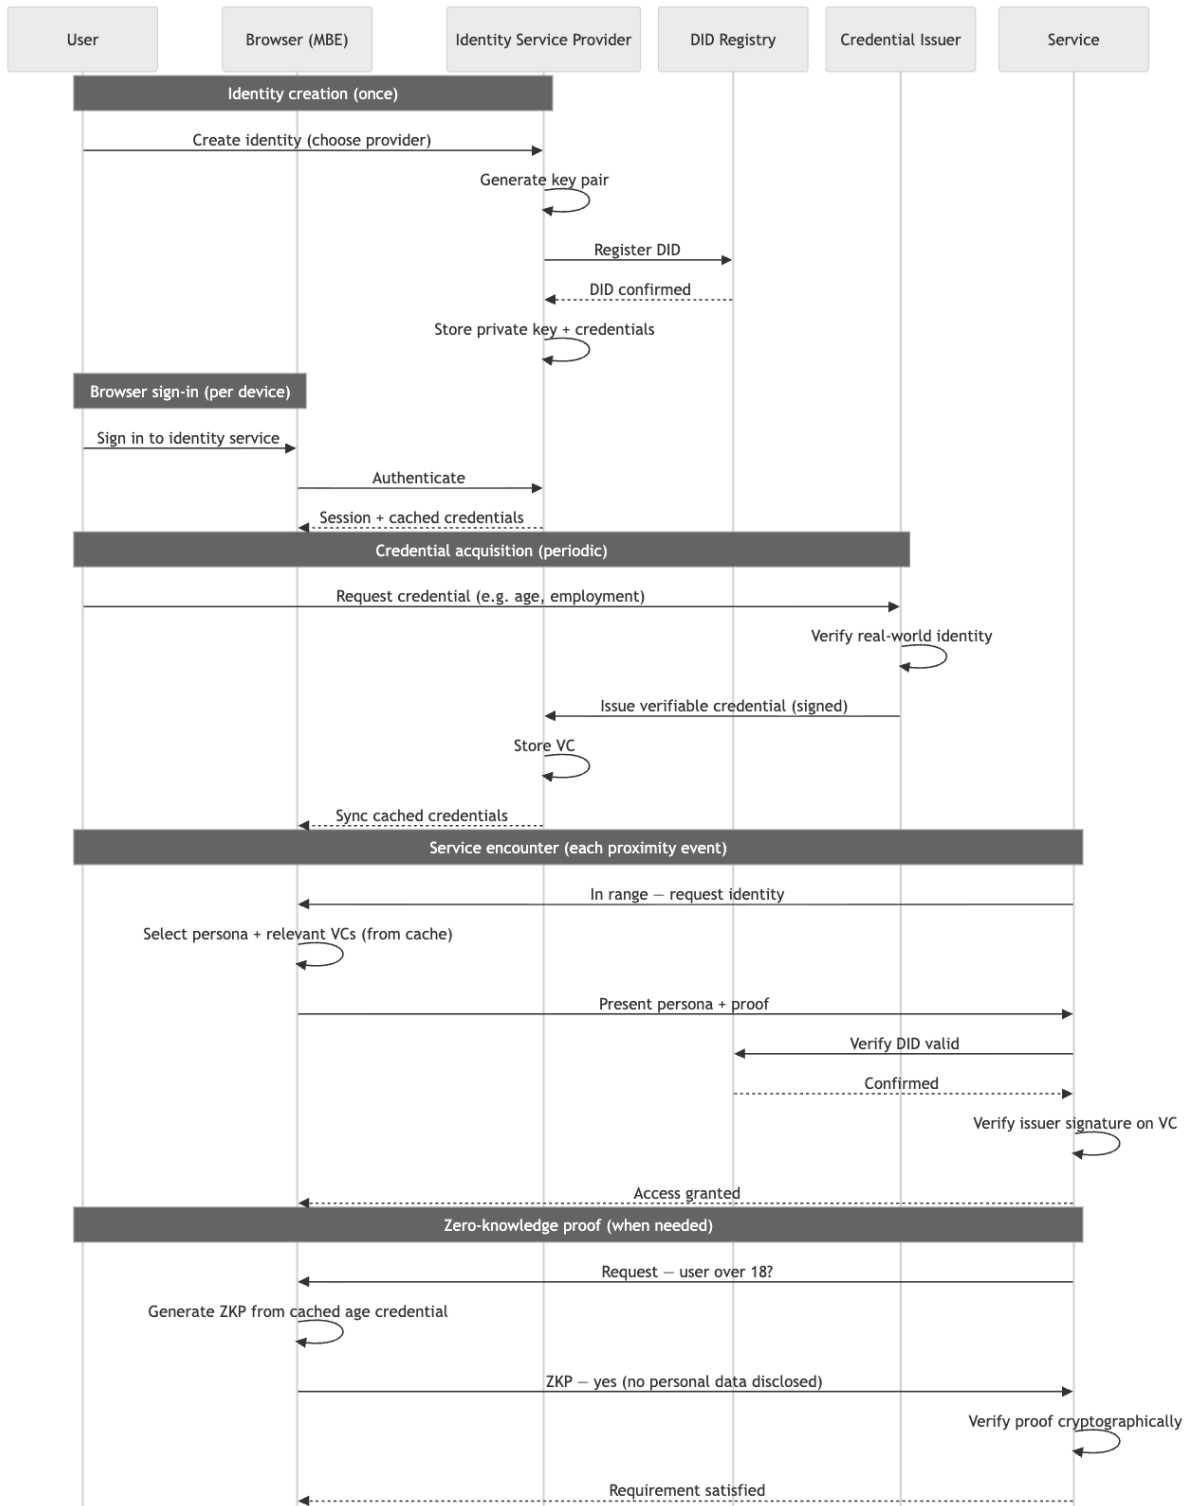 User
Browser (MBE)
Identity Service Provider
DID Registry
Credential Issuer
Service
Identity creation (once)
Create identity (choose provider)
Generate key pair
Register DID
DID confirmed
Store private key + credentials
Browser sign-in (per device)
Sign in to identity service
Authenticate
Session + cached credentials
Credential acquisition (periodic)
Request credential (e.g. age, employment)
Verify real-world identity
Issue verifiable credential (signed)
Store VC
Sync cached credentials
Service encounter (each proximity event)
In range — request identity
Select persona + relevant VCs (from cache)
Present persona + proof
Verify DID valid
Confirmed
Verify issuer signature on VC
Access granted
Zero-knowledge proof (when needed)
Request — user over 18?
Generate ZKP from cached age credential
ZKP — yes (no personal data disclosed)
Verify proof cryptographically
Requirement satisfied